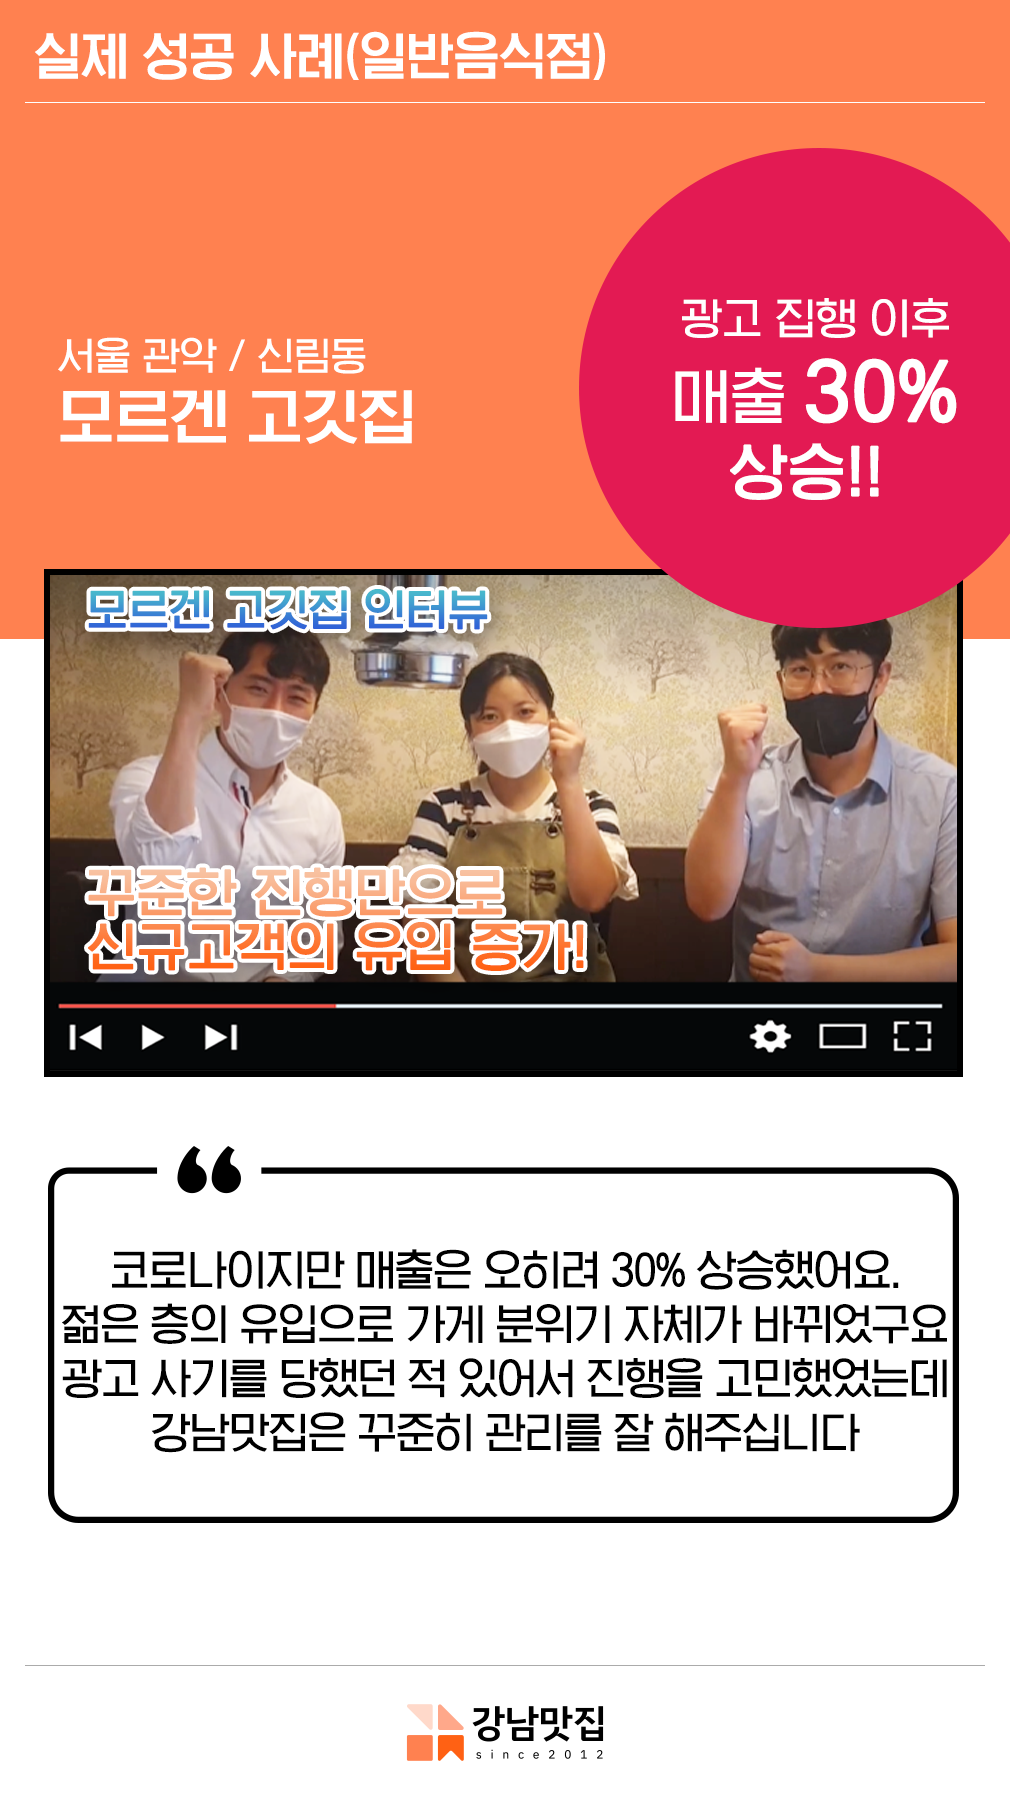 실제 성공 사례(일반음식점)
서울 관악 / 신림동
모르겐 고깃집
광고 집행 이후
매출 30%
상승!!
모르겐 고깃집 인터뷰
꾸준한 진행만으로
신규고객의 유입 증가!
코로나이지만 매출은 오히려 30% 상승했어요.
젊은 층의 유입으로 가게 분위기 자체가 바뀌었구요
광고 사기를 당했던 적 있어서 진행을 고민했었는데
강남맛집은 꾸준히 관리를 잘 해주십니다
강남맛집
since2012